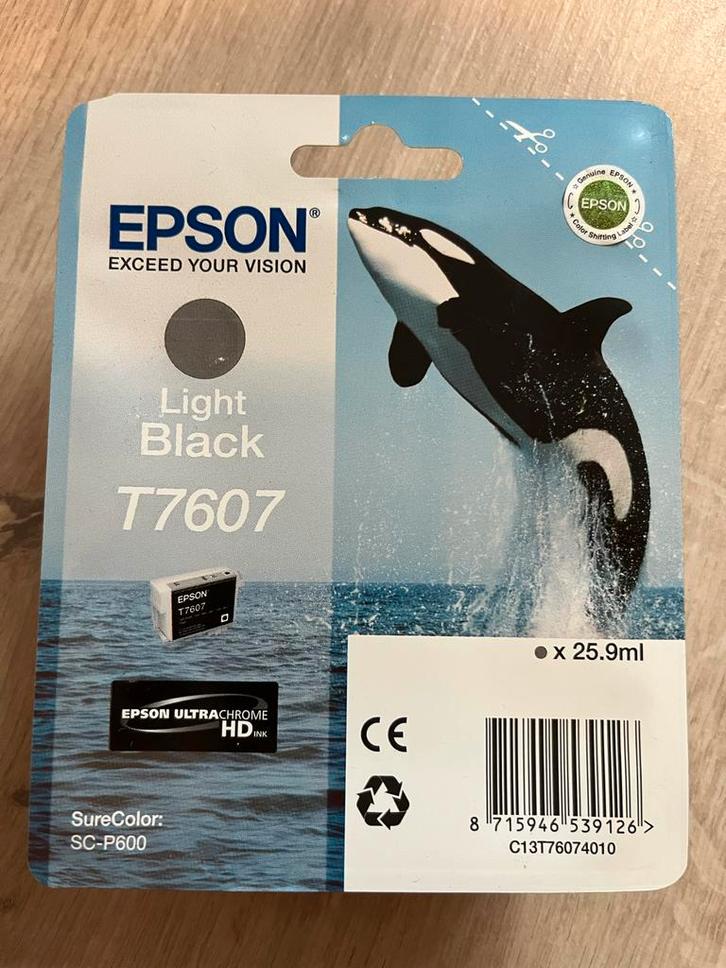 EPSON®
EXCEED YOUR VISION
Genuine EPSON
EPSON
Color Shifting Label
Light
Black
T7607
EPSON
T7607
x 25.9ml
EPSON ULTRACHROME
HD INK
CE
SureColor:
SC-P600
8 715946 539126 >
C13T76074010